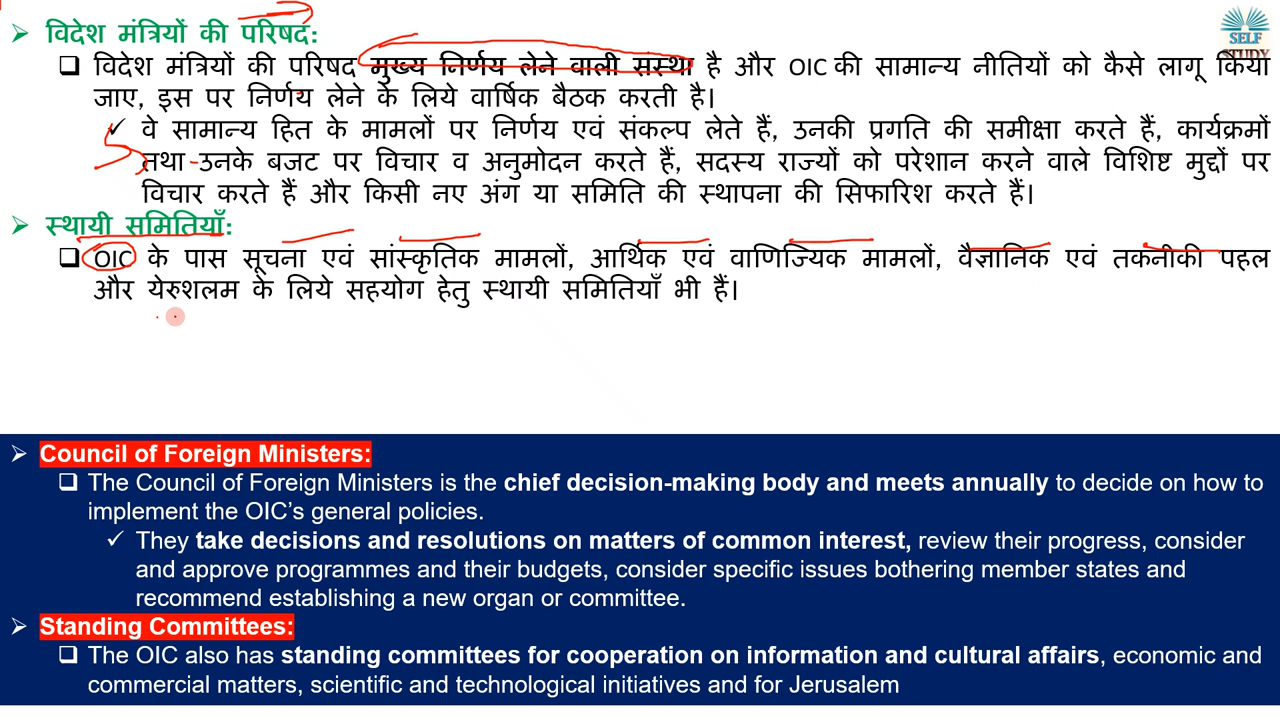 विदेश मंत्रियों की परिषद:
SELF
STUDY
विदेश मंत्रियों की परिषद मुख्य निर्णय लेने वाली संस्था है और OIC की सामान्य नीतियों को कैसे लागू किया
जाए, इस पर निर्णय लेने के लिये वार्षिक बैठक करती है।
वे सामान्य हित के मामलों पर निर्णय एवं संकल्प लेते हैं, उनकी प्रगति की समीक्षा करते हैं, कार्यक्रमों
तथा उनके बजट पर विचार व अनुमोदन करते हैं, सदस्य राज्यों को परेशान करने वाले विशिष्ट मुद्दों पर
विचार करते हैं और किसी नए अंग या समिति की स्थापना की सिफारिश करते हैं।
स्थायी समितियाँ:
OIC के पास सूचना एवं सांस्कृतिक मामलों, आर्थिक एवं वाणिज्यिक मामलों, वैज्ञानिक एवं तकनीकी पहल
और येरुशलम के लिये सहयोग हेतु स्थायी समितियाँ भी हैं।
Council of Foreign Ministers:
The Council of Foreign Ministers is the chief decision-making body and meets annually to decide on how to
implement the OIC’s general policies.
They take decisions and resolutions on matters of common interest, review their progress, consider
and approve programmes and their budgets, consider specific issues bothering member states and
recommend establishing a new organ or committee.
Standing Committees:
The OIC also has standing committees for cooperation on information and cultural affairs, economic and
commercial matters, scientific and technological initiatives and for Jerusalem